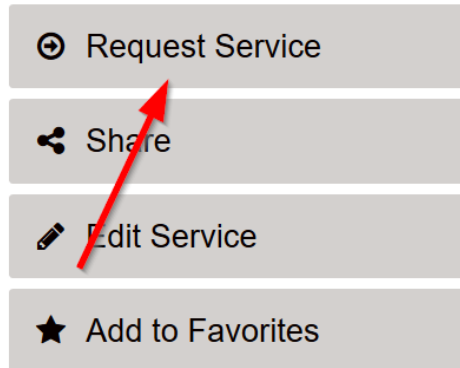 Request Service
Share
Edit Service
Add to Favorites